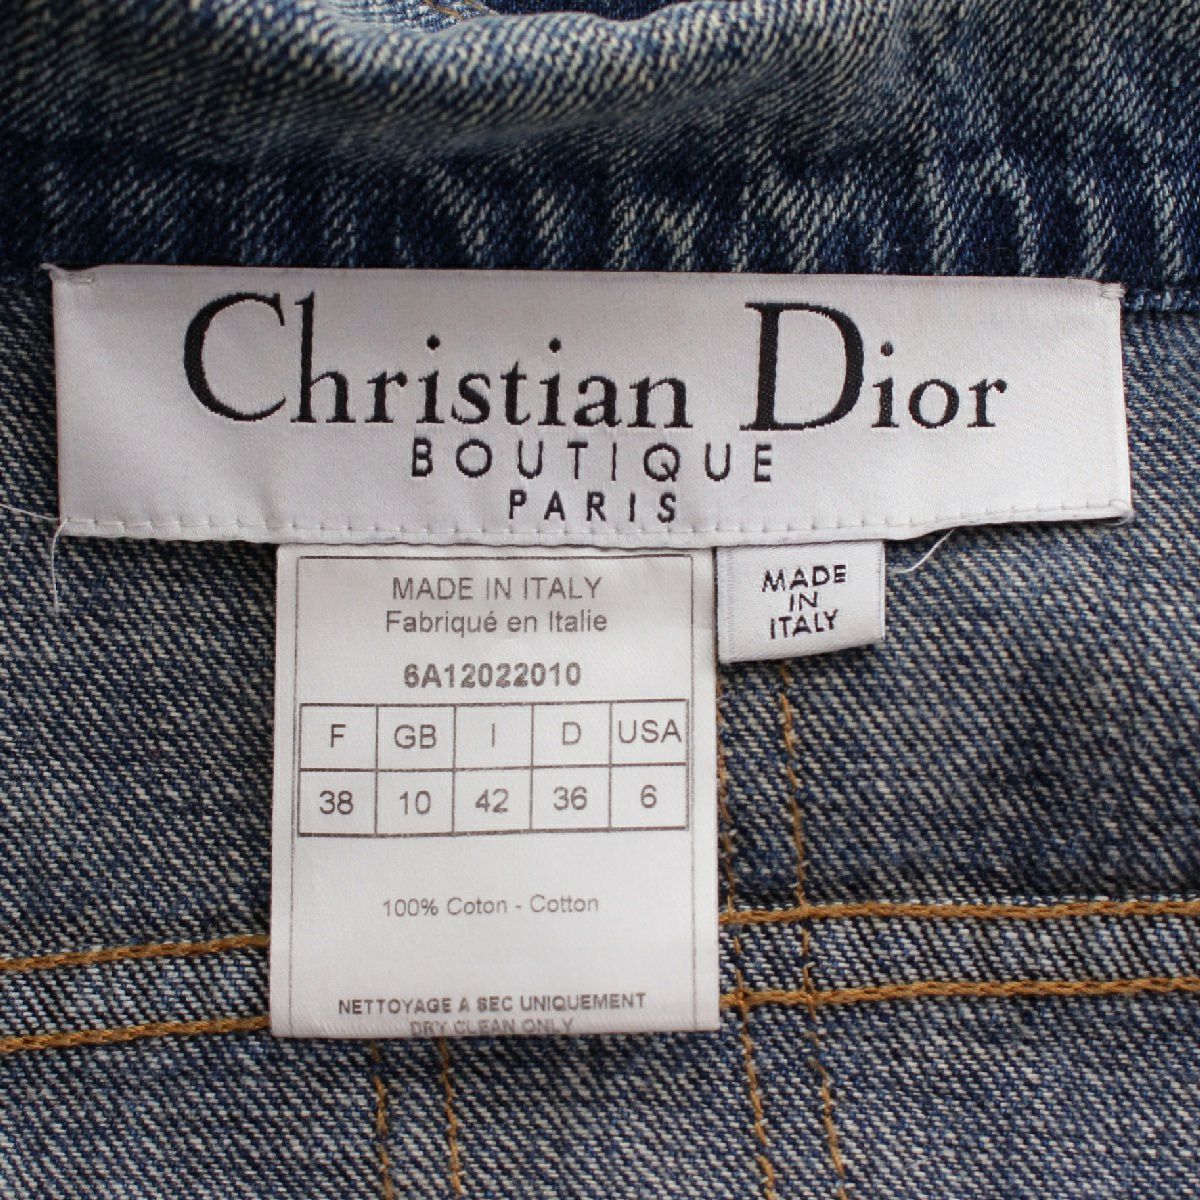 Christian Dior
BOUTIQUE
PARIS
MADE IN ITALY
Fabriqué en Italie
6A12022010
F GB I D USA
38 10 42 36 6
100% Coton - Cotton
NETTOYAGE A SEC UNIQUEMENT
DRY CLEAN ONLY
MADE
IN
ITALY